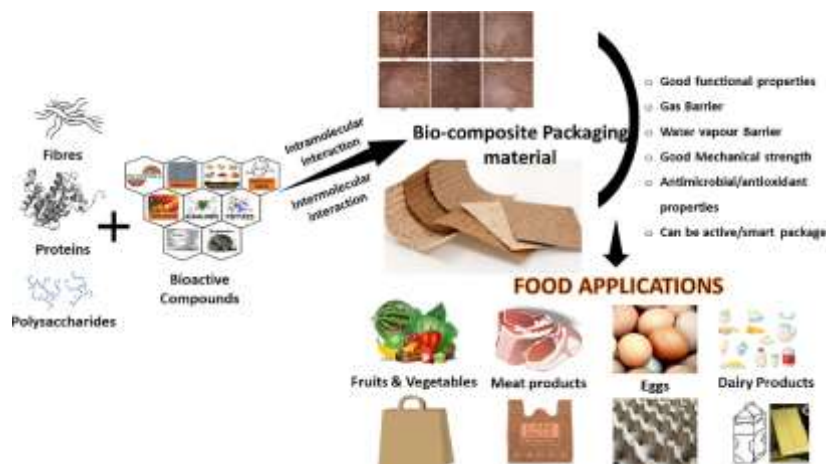 Fibres
Proteins
Polysaccharides
+
ALKALOIDS
PEPTIDES
Bioactive
Compounds
Intramolecular
interaction
Intermolecular
interaction
Bio-composite Packaging
material
Good functional properties
Gas Barrier
Water vapour Barrier
Good Mechanical strength
Antimicrobial/antioxidant
properties
Can be active/smart package
FOOD APPLICATIONS
Fruits & Vegetables
Meat products
Eggs
Dairy Products